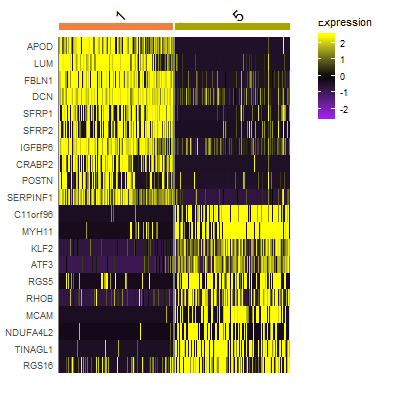 1 5
Expression
2
1
0
-1
-2
APOD
LUM
FBLN1
DCN
SFRP1
SFRP2
IGFBP6
CRABP2
POSTN
SERPINF1
C11orf96
MYH11
KLF2
ATF3
RGS5
RHOB
MCAM
NDUFA4L2
TINAGL1
RGS16